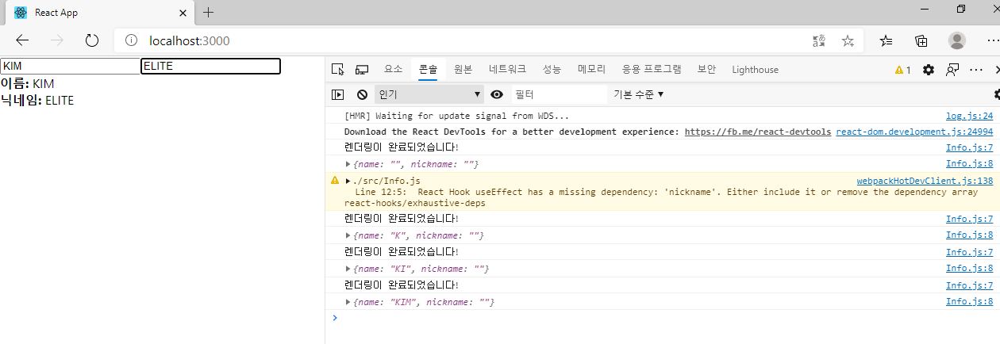 React App
localhost:3000
KIM ELITE
이름: KIM
닉네임: ELITE
요소 콘솔 원본 네트워크 성능 메모리 응용 프로그램 보안 Lighthouse 1
인기 필터 기본 수준
[HMR] Waiting for update signal from WDS... log.js:24
Download the React DevTools for a better development experience: https://fb.me/react-devtools react-dom.development.js:24994
렌더링이 완료되었습니다! Info.js:7
{name: "", nickname: ""} Info.js:8
./src/Info.js webpackHotDevClient.js:138
Line 12:5: React Hook useEffect has a missing dependency: 'nickname'. Either include it or remove the dependency array
react-hooks/exhaustive-deps
렌더링이 완료되었습니다! Info.js:7
{name: "K", nickname: ""} Info.js:8
렌더링이 완료되었습니다! Info.js:7
{name: "KI", nickname: ""} Info.js:8
렌더링이 완료되었습니다! Info.js:7
{name: "KIM", nickname: ""} Info.js:8